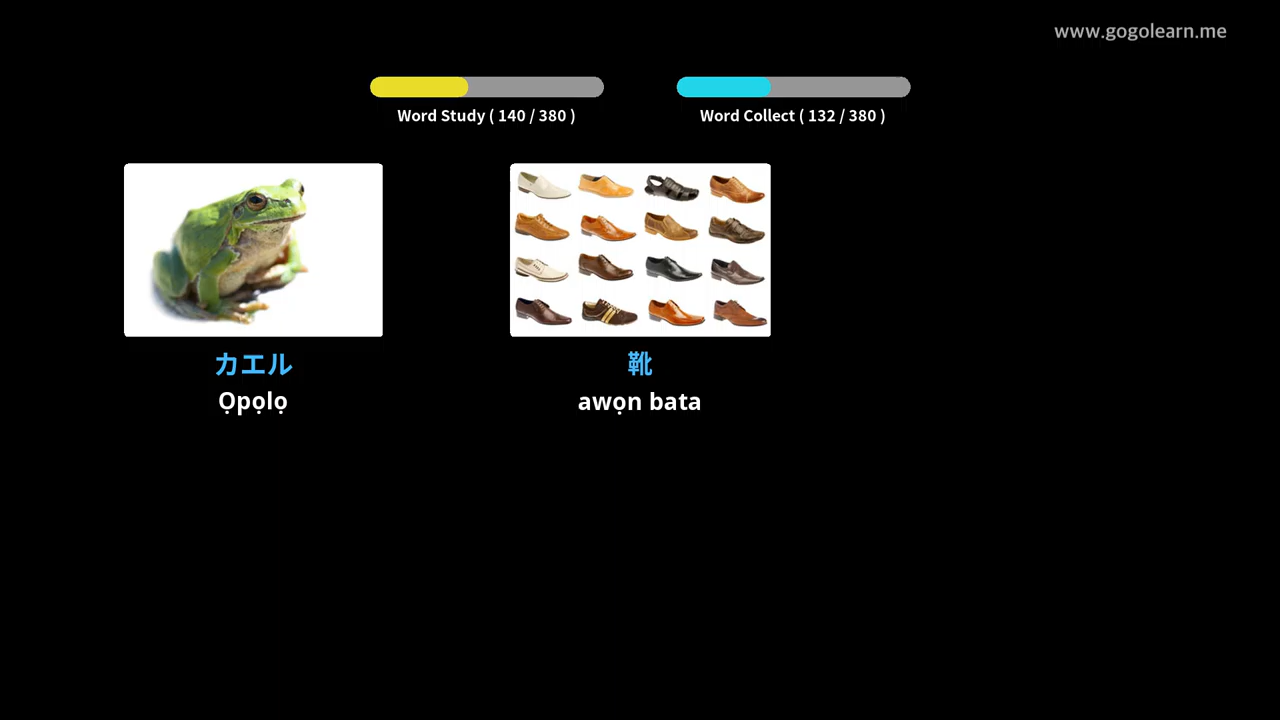 www.gogolearn.me
Word Study ( 140 / 380 )
Word Collect ( 132 / 380 )
カエル
Ọpọlọ
靴
awọn bata